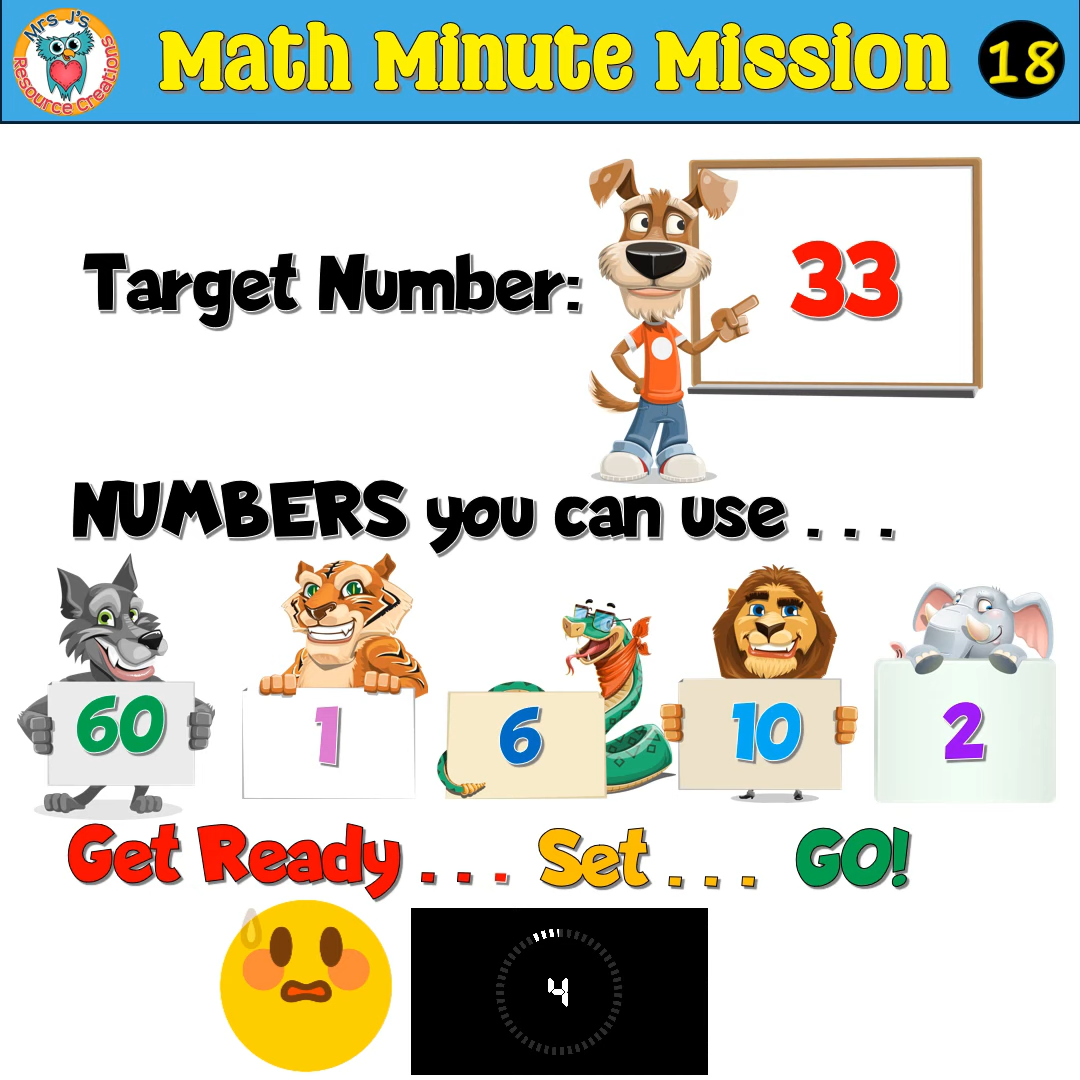 Mrs J's Resource Creations
Math Minute Mission 18
Target Number: 33
NUMBERS you can use . . .
60 1 6 10 2
Get Ready . . . Set . . . GO!
4